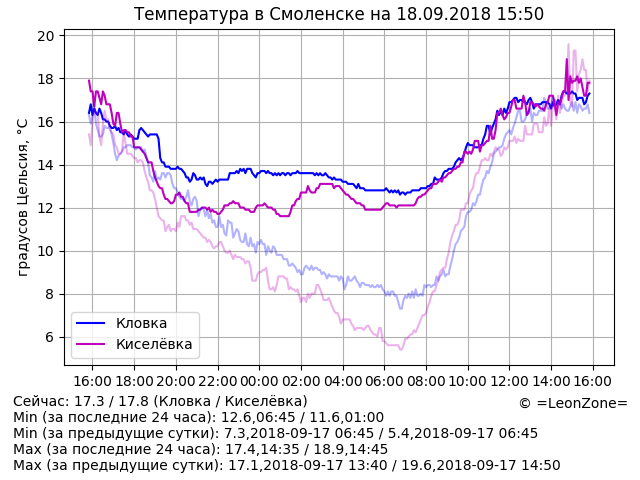 Температура в Смоленске на 18.09.2018 15:50
градусов Цельсия, °C
20
18
16
14
12
10
8
6
Кловка
Киселёвка
16:00 18:00 20:00 22:00 00:00 02:00 04:00 06:00 08:00 10:00 12:00 14:00 16:00
Сейчас: 17.3 / 17.8 (Кловка / Киселёвка)
© =LeonZone=
Min (за последние 24 часа): 12.6,06:45 / 11.6,01:00
Min (за предыдущие сутки): 7.3,2018-09-17 06:45 / 5.4,2018-09-17 06:45
Max (за последние 24 часа): 17.4,14:35 / 18.9,14:45
Max (за предыдущие сутки): 17.1,2018-09-17 13:40 / 19.6,2018-09-17 14:50